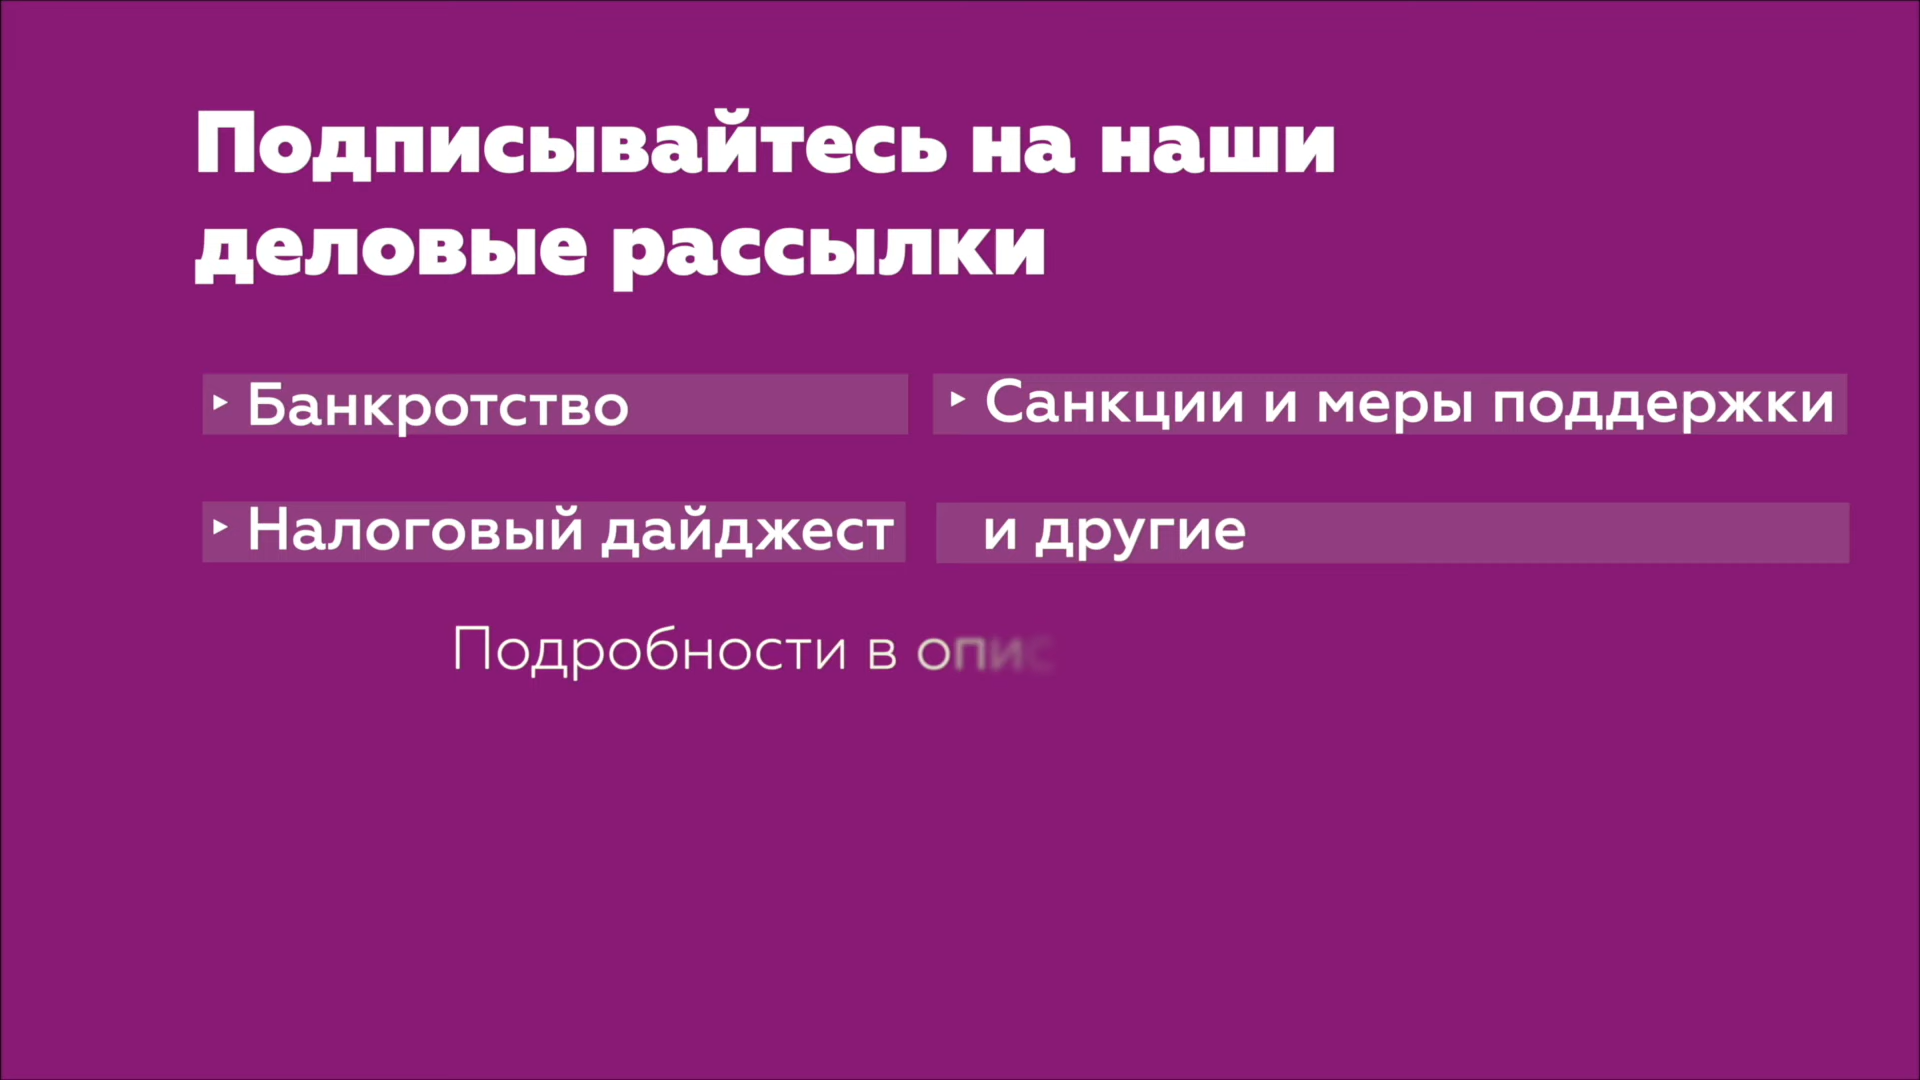 Подписывайтесь на наши
деловые рассылки
‣ Банкротство
‣ Санкции и меры поддержки
‣ Налоговый дайджест
и другие
Подробности в